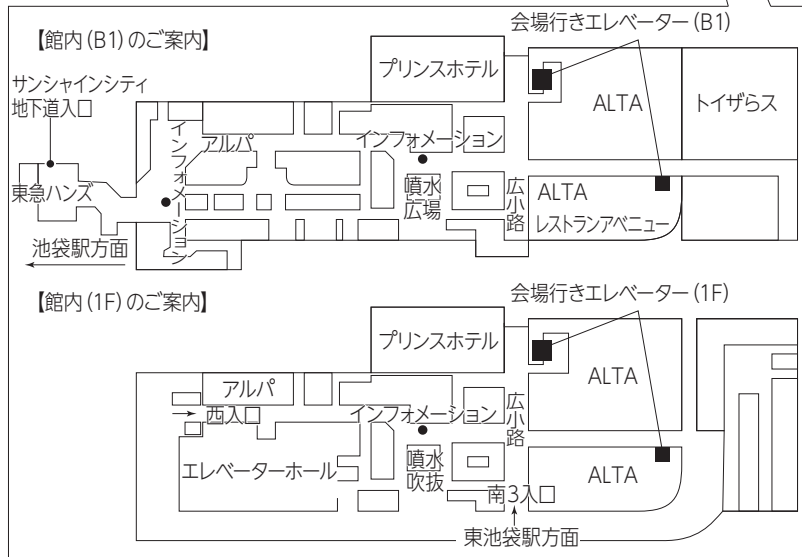 会場行きエレベーター(B1)
【館内(B1)のご案内】
プリンスホテル
サンシャインシティ
地下道入口
ALTA
トイザらス
インフォメーション
アルパ
インフォメーション
東急ハンズ
噴水
広場
広小路
ALTA
レストランアベニュー
池袋駅方面
会場行きエレベーター(1F)
【館内(1F)のご案内】
プリンスホテル
ALTA
アルパ
西入口
インフォメーション
広小路
エレベーターホール
噴水
吹抜
ALTA
南3入口
東池袋駅方面